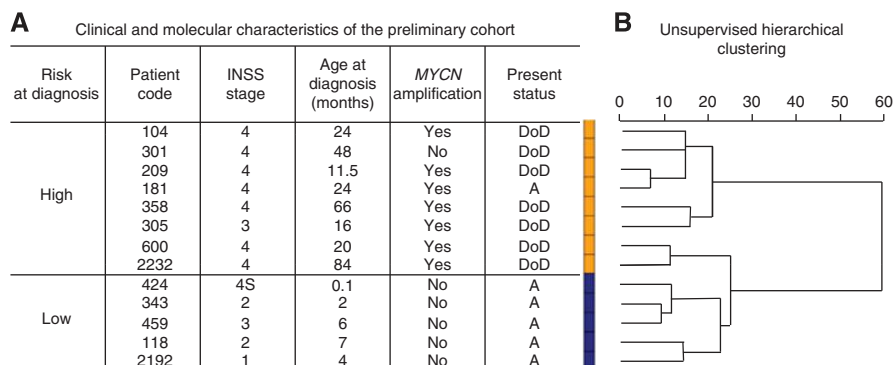 A Clinical and molecular characteristics of the preliminary cohort
Risk at diagnosis Patient code INSS stage Age at diagnosis (months) MYCN amplification Present status
High
104 4 24 Yes DoD
301 4 48 No DoD
209 4 11.5 Yes DoD
181 4 24 Yes A
358 4 66 Yes DoD
305 3 16 Yes DoD
600 4 20 Yes DoD
2232 4 84 Yes DoD
Low
424 4S 0.1 No A
343 2 2 No A
459 3 6 No A
118 2 7 No A
2192 1 4 No A
B Unsupervised hierarchical
clustering
0 10 20 30 40 50 60